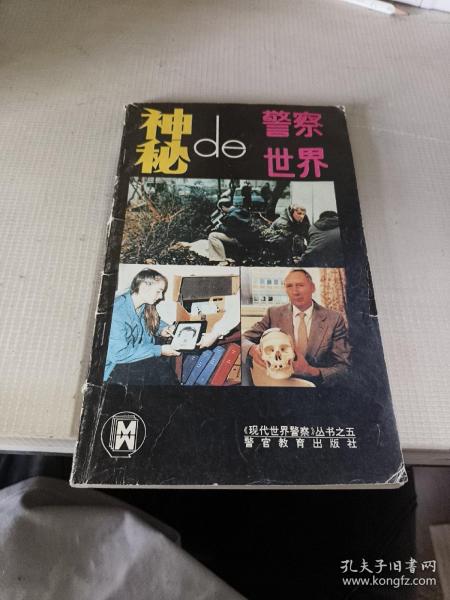 神秘
de
警察
世界
《现代世界警察》丛书之五
警官教育出版社
孔夫子旧书网
www.kongfz.com